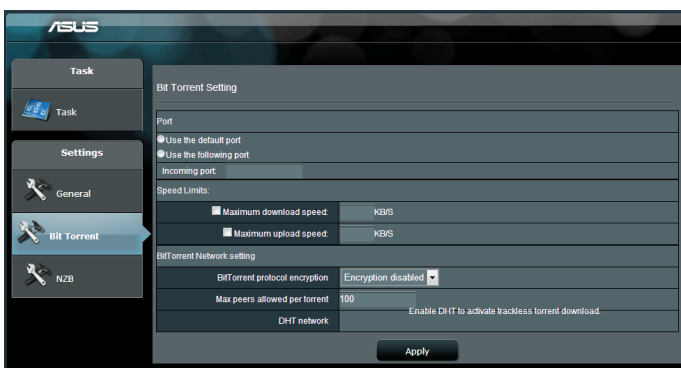 ASUS
Task
Task
Settings
General
Bit Torrent
NZB
Bit Torrent Setting
Port
Use the default port
Use the following port
Incoming port:
Speed Limits:
Maximum download speed: KB/S
Maximum upload speed: KB/S
BitTorrent Network setting
BitTorrent protocol encryption Encryption disabled
Max peers allowed per torrent 100
DHT network Enable DHT to activate trackless torrent download.
Apply